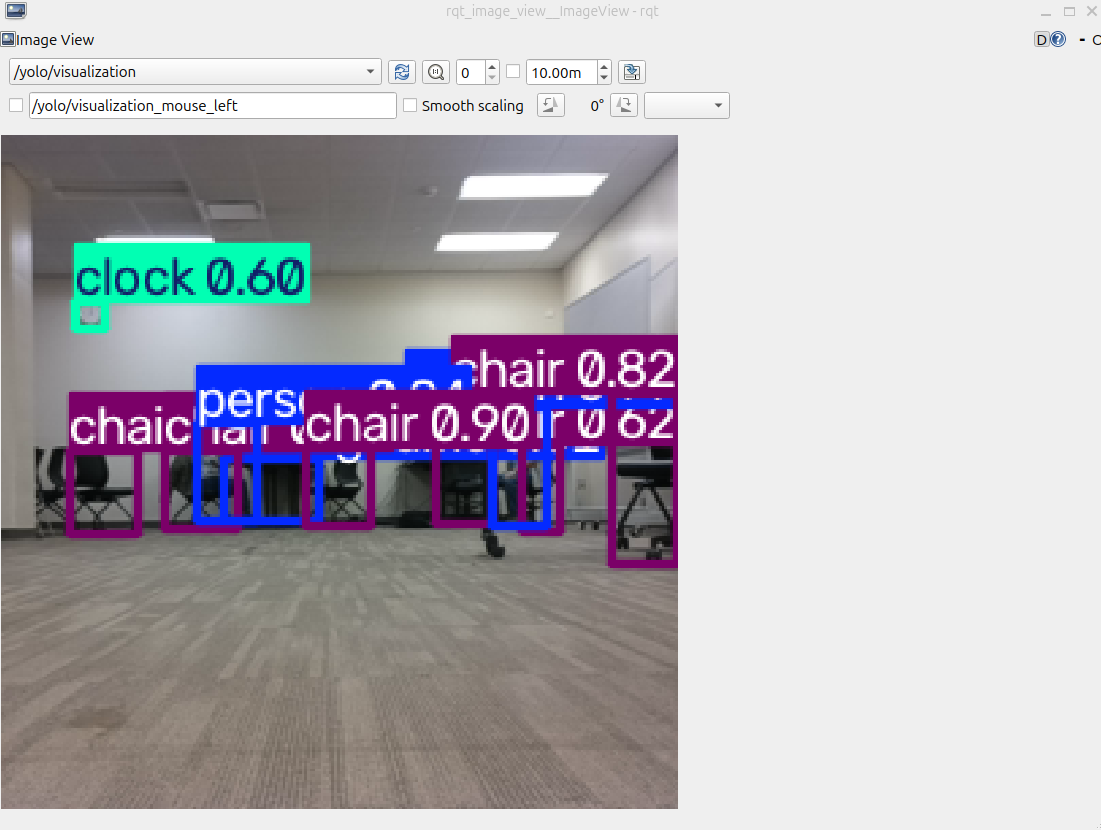 rqt_image_view__ImageView - rqt
Image View
D
/yolo/visualization
0
10.00m
/yolo/visualization_mouse_left
Smooth scaling
0°
clock 0.60
chair 0.82
chair 0.90
62